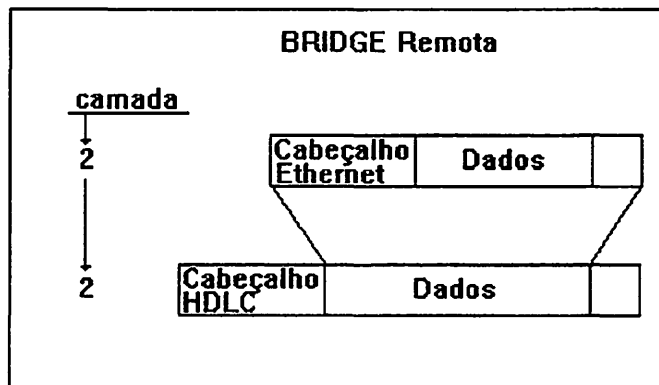 BRIDGE Remota
camada
2
Cabeçalho
Ethernet
Dados
2
Cabeçalho
HDLC
Dados